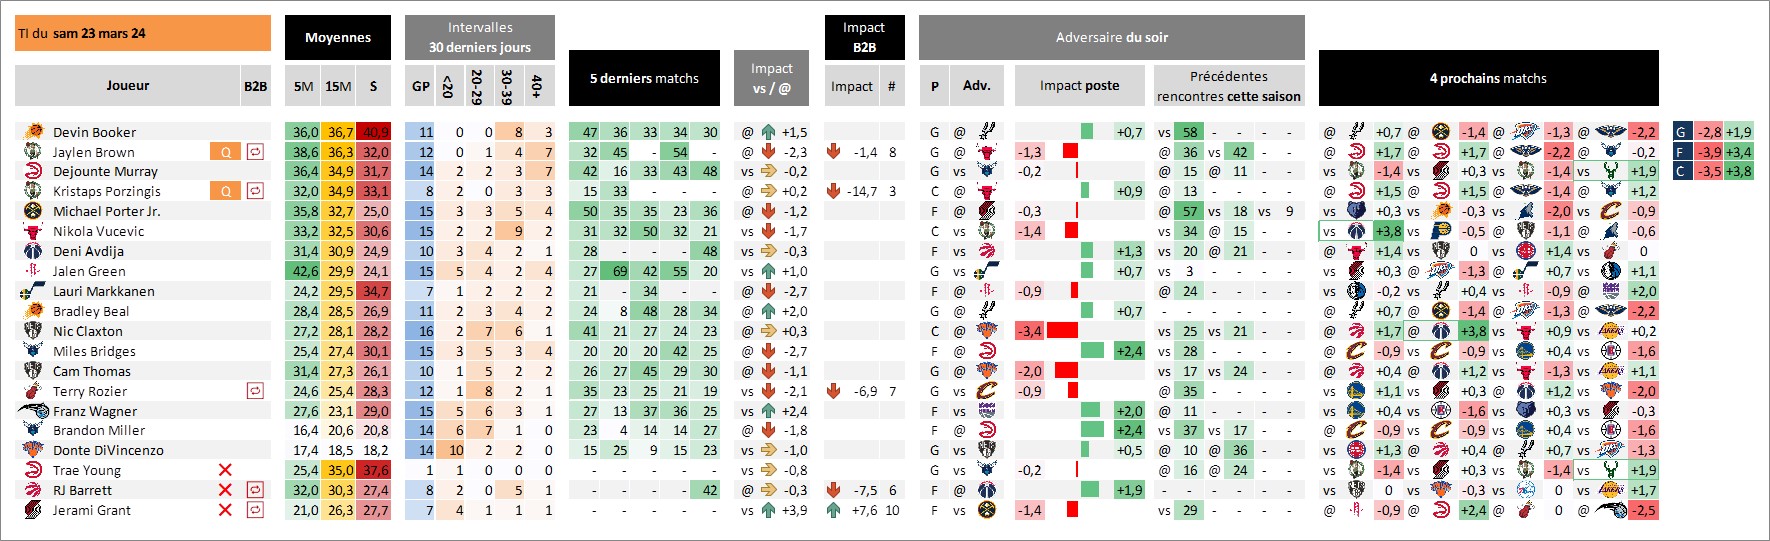 TI du sam 23 mars 24
Moyennes
Intervalles
30 derniers jours
Impact
B2B
Adversaire du soir
5 derniers matchs
Impact
vs / @
4 prochains matchs
Joueur B2B 5M 15M S GP <20 20-29 30-39 40+ Impact # P Adv. Impact poste Précédentes
rencontres cette saison
Devin Booker 36,0 36,7 40,9 11 0 0 8 3 47 36 33 34 30 @ +1,5 G @ +0,7 vs 58 - - - - @ +0,7 @ -1,4 @ -1,3 @ -2,2 G -2,8 +1,9
Jaylen Brown Q 38,6 36,3 32,0 12 0 1 4 7 32 45 - 54 - @ -2,3 -1,4 8 G @ -1,3 @ 36 vs 42 - - @ +1,7 @ +1,7 @ -2,2 @ -0,2 F -3,9 +3,4
Dejounte Murray 36,4 34,9 31,7 14 2 2 3 7 42 16 33 43 48 vs -0,2 G vs -0,2 @ 15 @ 11 - - vs -1,4 vs +0,3 vs -1,4 vs +1,9 C -3,5 +3,8
Kristaps Porzingis Q 32,0 34,9 33,1 8 2 0 3 3 15 33 - - - @ +0,2 -14,7 3 C @ +0,9 @ 13 - - - - @ +1,5 @ +1,5 @ -1,4 @ +1,2
Michael Porter Jr. 35,8 32,7 25,0 15 3 3 5 4 50 35 35 23 36 @ -1,2 F @ -0,3 @ 57 vs 18 vs 9 vs +0,3 vs -0,3 @ -2,0 vs -0,9
Nikola Vucevic 33,2 32,5 30,6 15 2 2 9 2 31 32 50 32 21 vs -1,7 C vs -1,4 vs 34 @ 15 - - vs +3,8 vs -0,5 @ -1,1 @ -0,6
Deni Avdija 31,4 30,9 24,9 10 3 4 1 2 28 - - - 48 vs -0,3 F vs +1,3 vs 20 @ 21 - - @ +1,4 vs 0 vs +1,4 vs 0
Jalen Green 42,6 29,9 24,1 15 5 4 2 4 27 69 42 55 20 vs +1,0 G vs +0,7 vs 3 - - - - vs +0,3 @ -1,3 @ +0,7 vs +1,1
Lauri Markkanen 24,2 29,5 34,7 7 1 2 2 2 21 - 34 - - @ -2,7 F @ -0,9 @ 24 - - - - vs -0,2 vs +0,4 vs -0,9 @ +2,0
Bradley Beal 28,4 28,5 26,9 11 2 4 3 2 24 8 48 28 34 @ +2,0 G @ +0,7 vs - - - - - @ +0,7 @ -1,4 @ -1,3 @ -2,2
Nic Claxton 27,2 28,1 28,2 16 2 7 6 1 41 21 27 24 23 @ +0,3 C @ -3,4 vs 25 vs 21 - - @ +1,7 @ +3,8 vs +0,9 vs +0,2
Miles Bridges 25,4 27,4 30,1 15 3 5 3 4 20 20 20 42 25 @ -2,7 F @ +2,4 vs 28 - - - - @ -0,9 vs -0,9 vs +0,4 vs -1,6
Cam Thomas 31,4 27,3 26,1 10 1 5 2 2 26 27 45 29 30 @ -1,1 G @ -2,0 vs 17 vs 24 - - @ +0,4 @ +1,2 vs +1,1 vs +1,1
Terry Rozier 24,6 25,4 28,3 12 1 8 2 1 35 23 25 21 19 vs -2,1 -6,9 7 G vs -0,9 @ 35 - - - - vs +1,1 vs +0,3 @ +1,2 vs -2,0
Franz Wagner 27,6 23,1 29,0 15 5 6 3 1 27 13 37 36 25 vs +2,4 F vs +2,0 @ 11 - - - - vs +0,4 vs -1,6 vs +0,3 vs -0,3
Brandon Miller 16,4 20,6 20,8 14 6 7 1 0 23 4 14 14 27 @ -1,8 F @ +2,4 vs 37 vs 17 - - @ -0,9 vs -0,9 vs +0,4 vs -1,6
Donte DiVincenzo 17,4 18,5 18,2 14 10 2 2 0 15 25 9 15 23 vs -1,0 G vs +0,5 @ 10 @ 36 - - vs +1,3 @ +0,4 @ +0,7 vs -1,3
Trae Young 25,4 35,0 37,6 1 1 0 0 0 - - - - - vs -0,8 G vs -0,2 @ 16 @ 24 - - vs -1,4 vs +0,3 vs -1,4 vs +1,9
RJ Barrett 32,0 30,3 27,4 8 2 0 5 1 - - - - 42 @ -0,3 -7,5 6 F @ +1,9 - - - - - - vs 0 vs -0,3 vs 0 vs +1,7
Jerami Grant 21,0 26,3 27,7 7 4 1 1 1 - - - - - vs +3,9 +7,6 10 F vs -1,4 vs 29 - - - - @ -0,9 @ +2,4 @ 0 @ -2,5